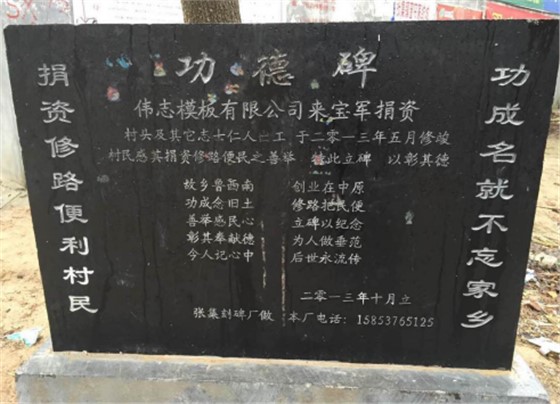 功德碑
功成名就不忘家乡
捐资修路便利村民
伟志模板有限公司来宝军捐资
村头及其它志士仁人 工 于二零一三年五月修竣
村民感其捐资修路便民之善举 此立碑 以彰其德
故乡鲁西南 创业在中原
功成念旧土 修路把民便
善举感民心 立碑以纪念
彰其奉献德 为人做垂范
令人记心中 后世永流传
二零一三年十月立
张集刻碑厂做 本厂电话：15853765125